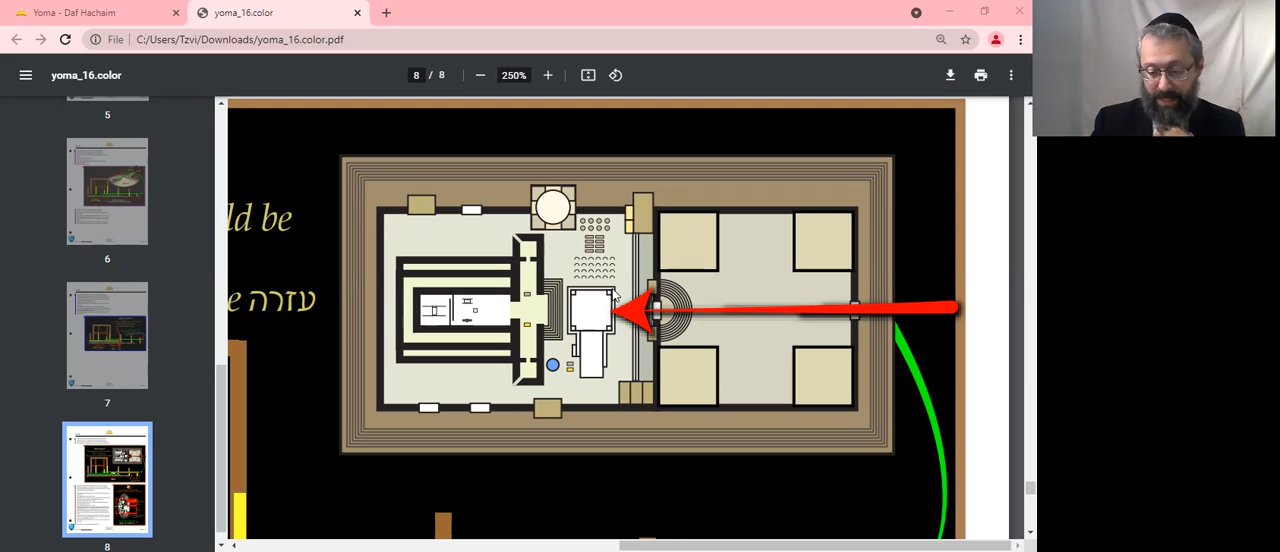 Yoma - Daf Hachaim
yoma_16.color
File
C:/Users/Tzvi/Downloads/yoma_16.color.pdf
yoma_16.color
8 / 8
250%
5
6
7
8
ld be
e עזרה